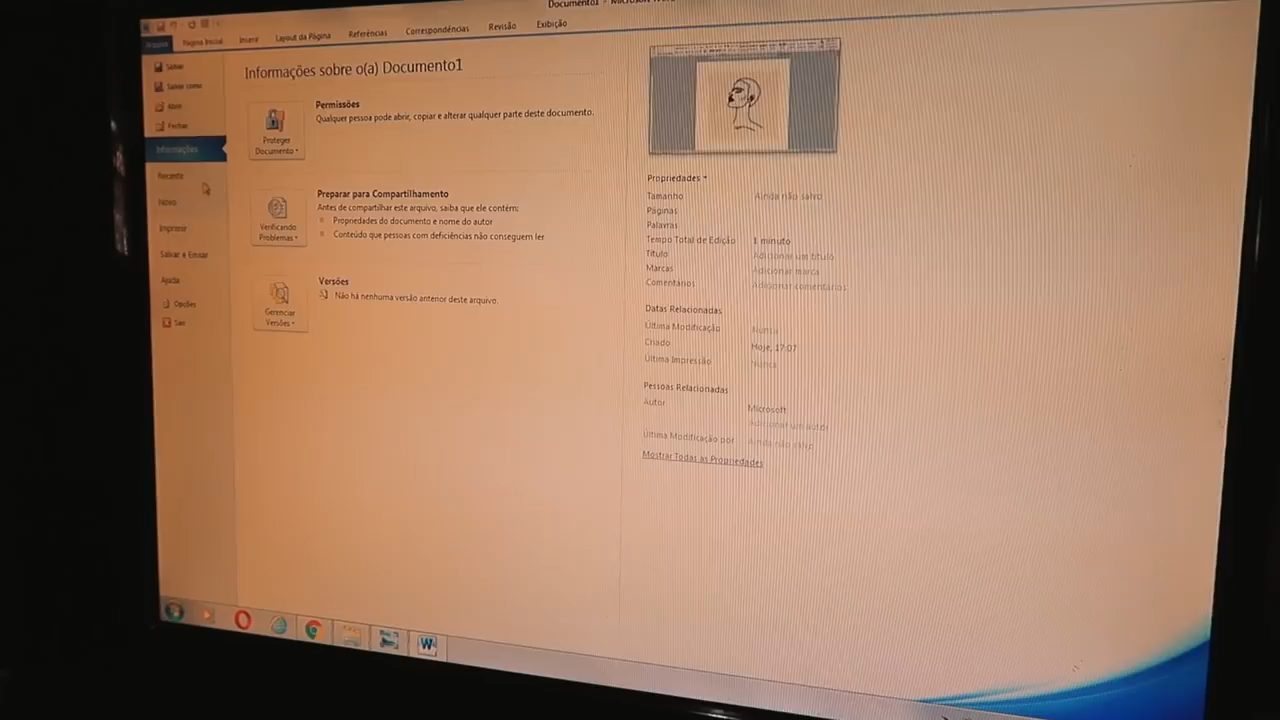 Documento1 - Microsoft Word
Arquivo Página Inicial Inserir Layout da Página Referências Correspondências Revisão Exibição
Salvar
Salvar como
Abrir
Fechar
Informações
Recente
Novo
Imprimir
Salvar e Enviar
Ajuda
Opções
Sair
Informações sobre o(a) Documento1
Proteger
Documento
Permissões
Qualquer pessoa pode abrir, copiar e alterar qualquer parte deste documento.
Verificando
Problemas
Preparar para Compartilhamento
Antes de compartilhar este arquivo, saiba que ele contém:
Propriedades do documento e nome do autor
Conteúdo que pessoas com deficiências não conseguem ler
Gerenciar
Versões
Versões
Não há nenhuma versão anterior deste arquivo.
Propriedades
Tamanho Ainda não salvo
Páginas
Palavras
Tempo Total de Edição 1 minuto
Título Adicionar um título
Marcas Adicionar marca
Comentários Adicionar comentários
Datas Relacionadas
Última Modificação Nunca
Criado Hoje, 17:07
Última Impressão Nunca
Pessoas Relacionadas
Autor Microsoft
Adicionar um autor
Última Modificação por Ainda não salvo
Mostrar Todas as Propriedades
W